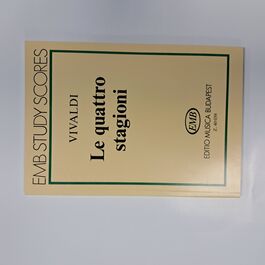 EMB STUDY SCORES
VIVALDI
Le quattro
stagioni
EMB
EDITIO MUSICA BUDAPEST